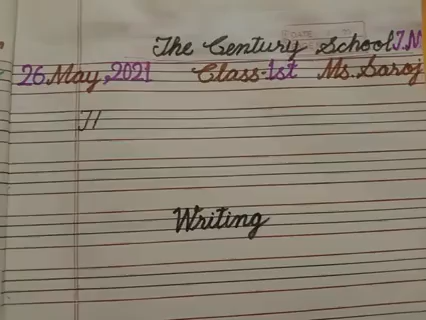 The Century School J.N
26 May, 2021 Class-1st Ms. Saroj
Writing